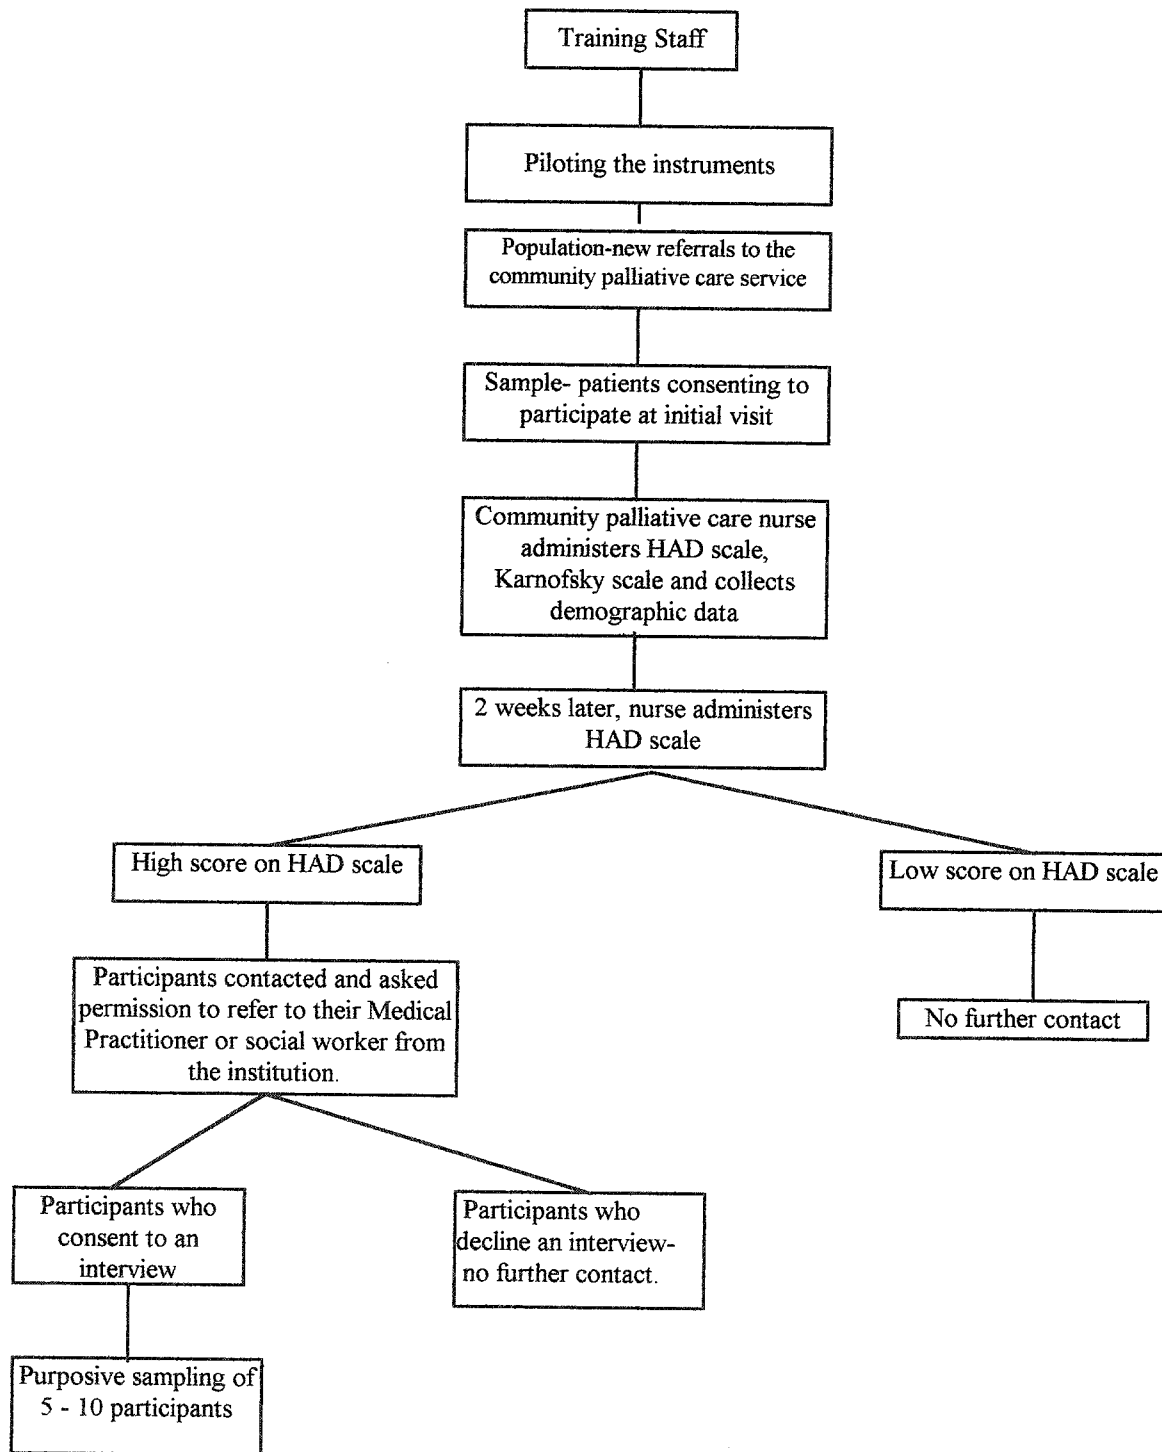 Training Staff
Piloting the instruments
Population-new referrals to the
community palliative care service
Sample- patients consenting to
participate at initial visit
Community palliative care nurse
administers HAD scale,
Karnofsky scale and collects
demographic data
2 weeks later, nurse administers
HAD scale
High score on HAD scale
Low score on HAD scale
Participants contacted and asked
permission to refer to their Medical
Practitioner or social worker from
the institution.
No further contact
Participants who
consent to an
interview
Participants who
decline an interview-
no further contact.
Purposive sampling of
5 - 10 participants